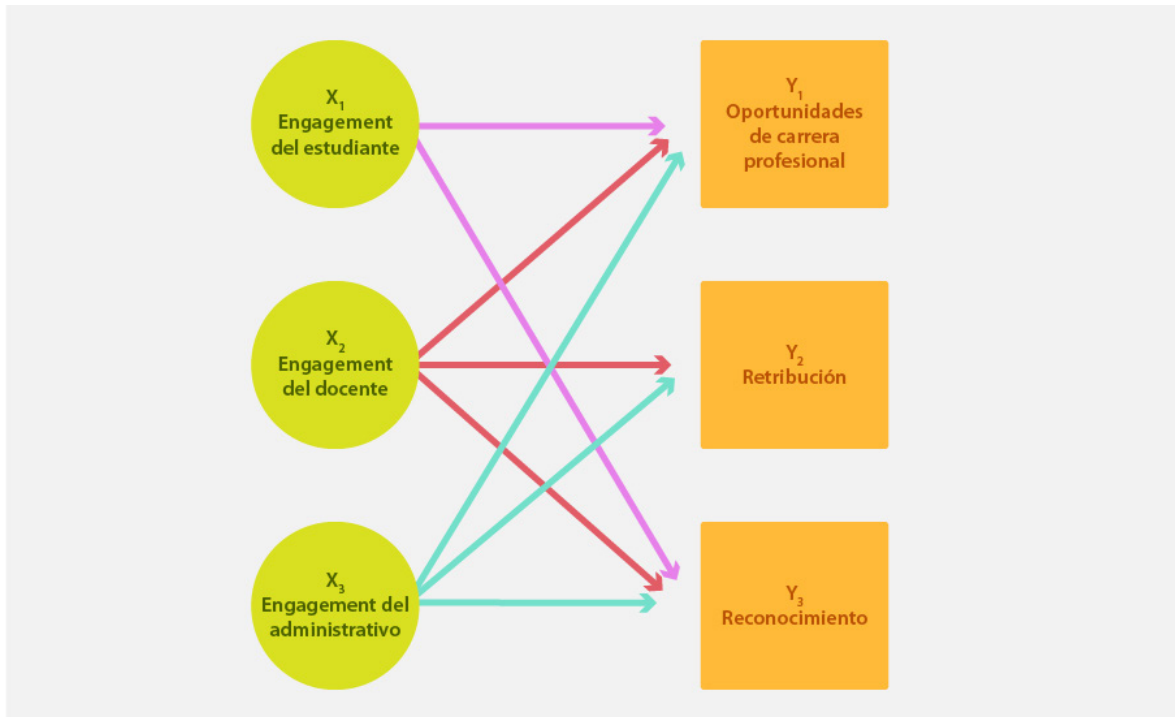 X1
Engagement
del estudiante
Y1
Oportunidades
de carrera
profesional
X2
Engagement
del docente
Y2
Retribución
X3
Engagement del
administrativo
Y3
Reconocimiento